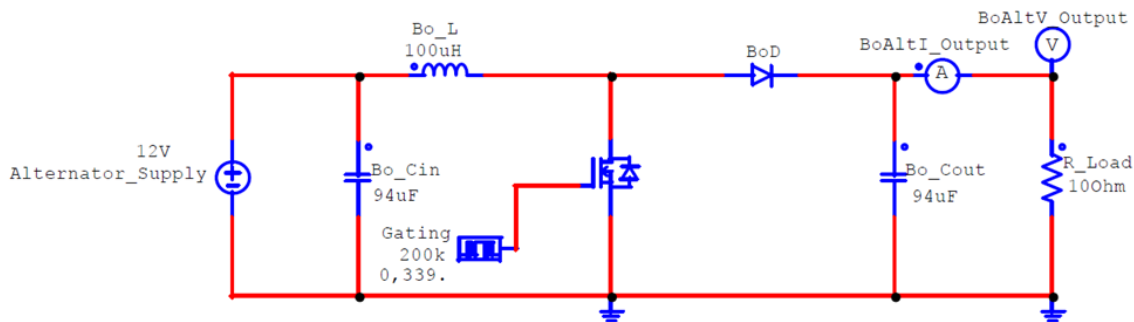 BoAltV_Output
Bo_L
100uH
BoD
BoAltI_Output
V
A
12V
Alternator_Supply
Bo_Cin
94uF
Bo_Cout
94uF
R_Load
10Ohm
Gating
200k
0,339.